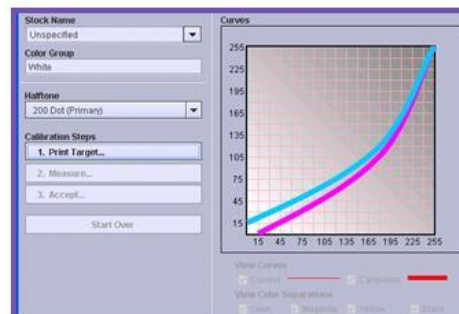 Stock Name
Unspecified
Color Group
White
Halftone
200 Dot (Primary)
Calibration Steps
1. Print Target...
2. Measure...
3. Accept...
Start Over
Curves
255
225
195
165
135
105
75
45
15
15 45 75 105 135 165 195 225 255
View Curves
Current
Candidate
View Color Separations
Cyan Magenta Yellow Black